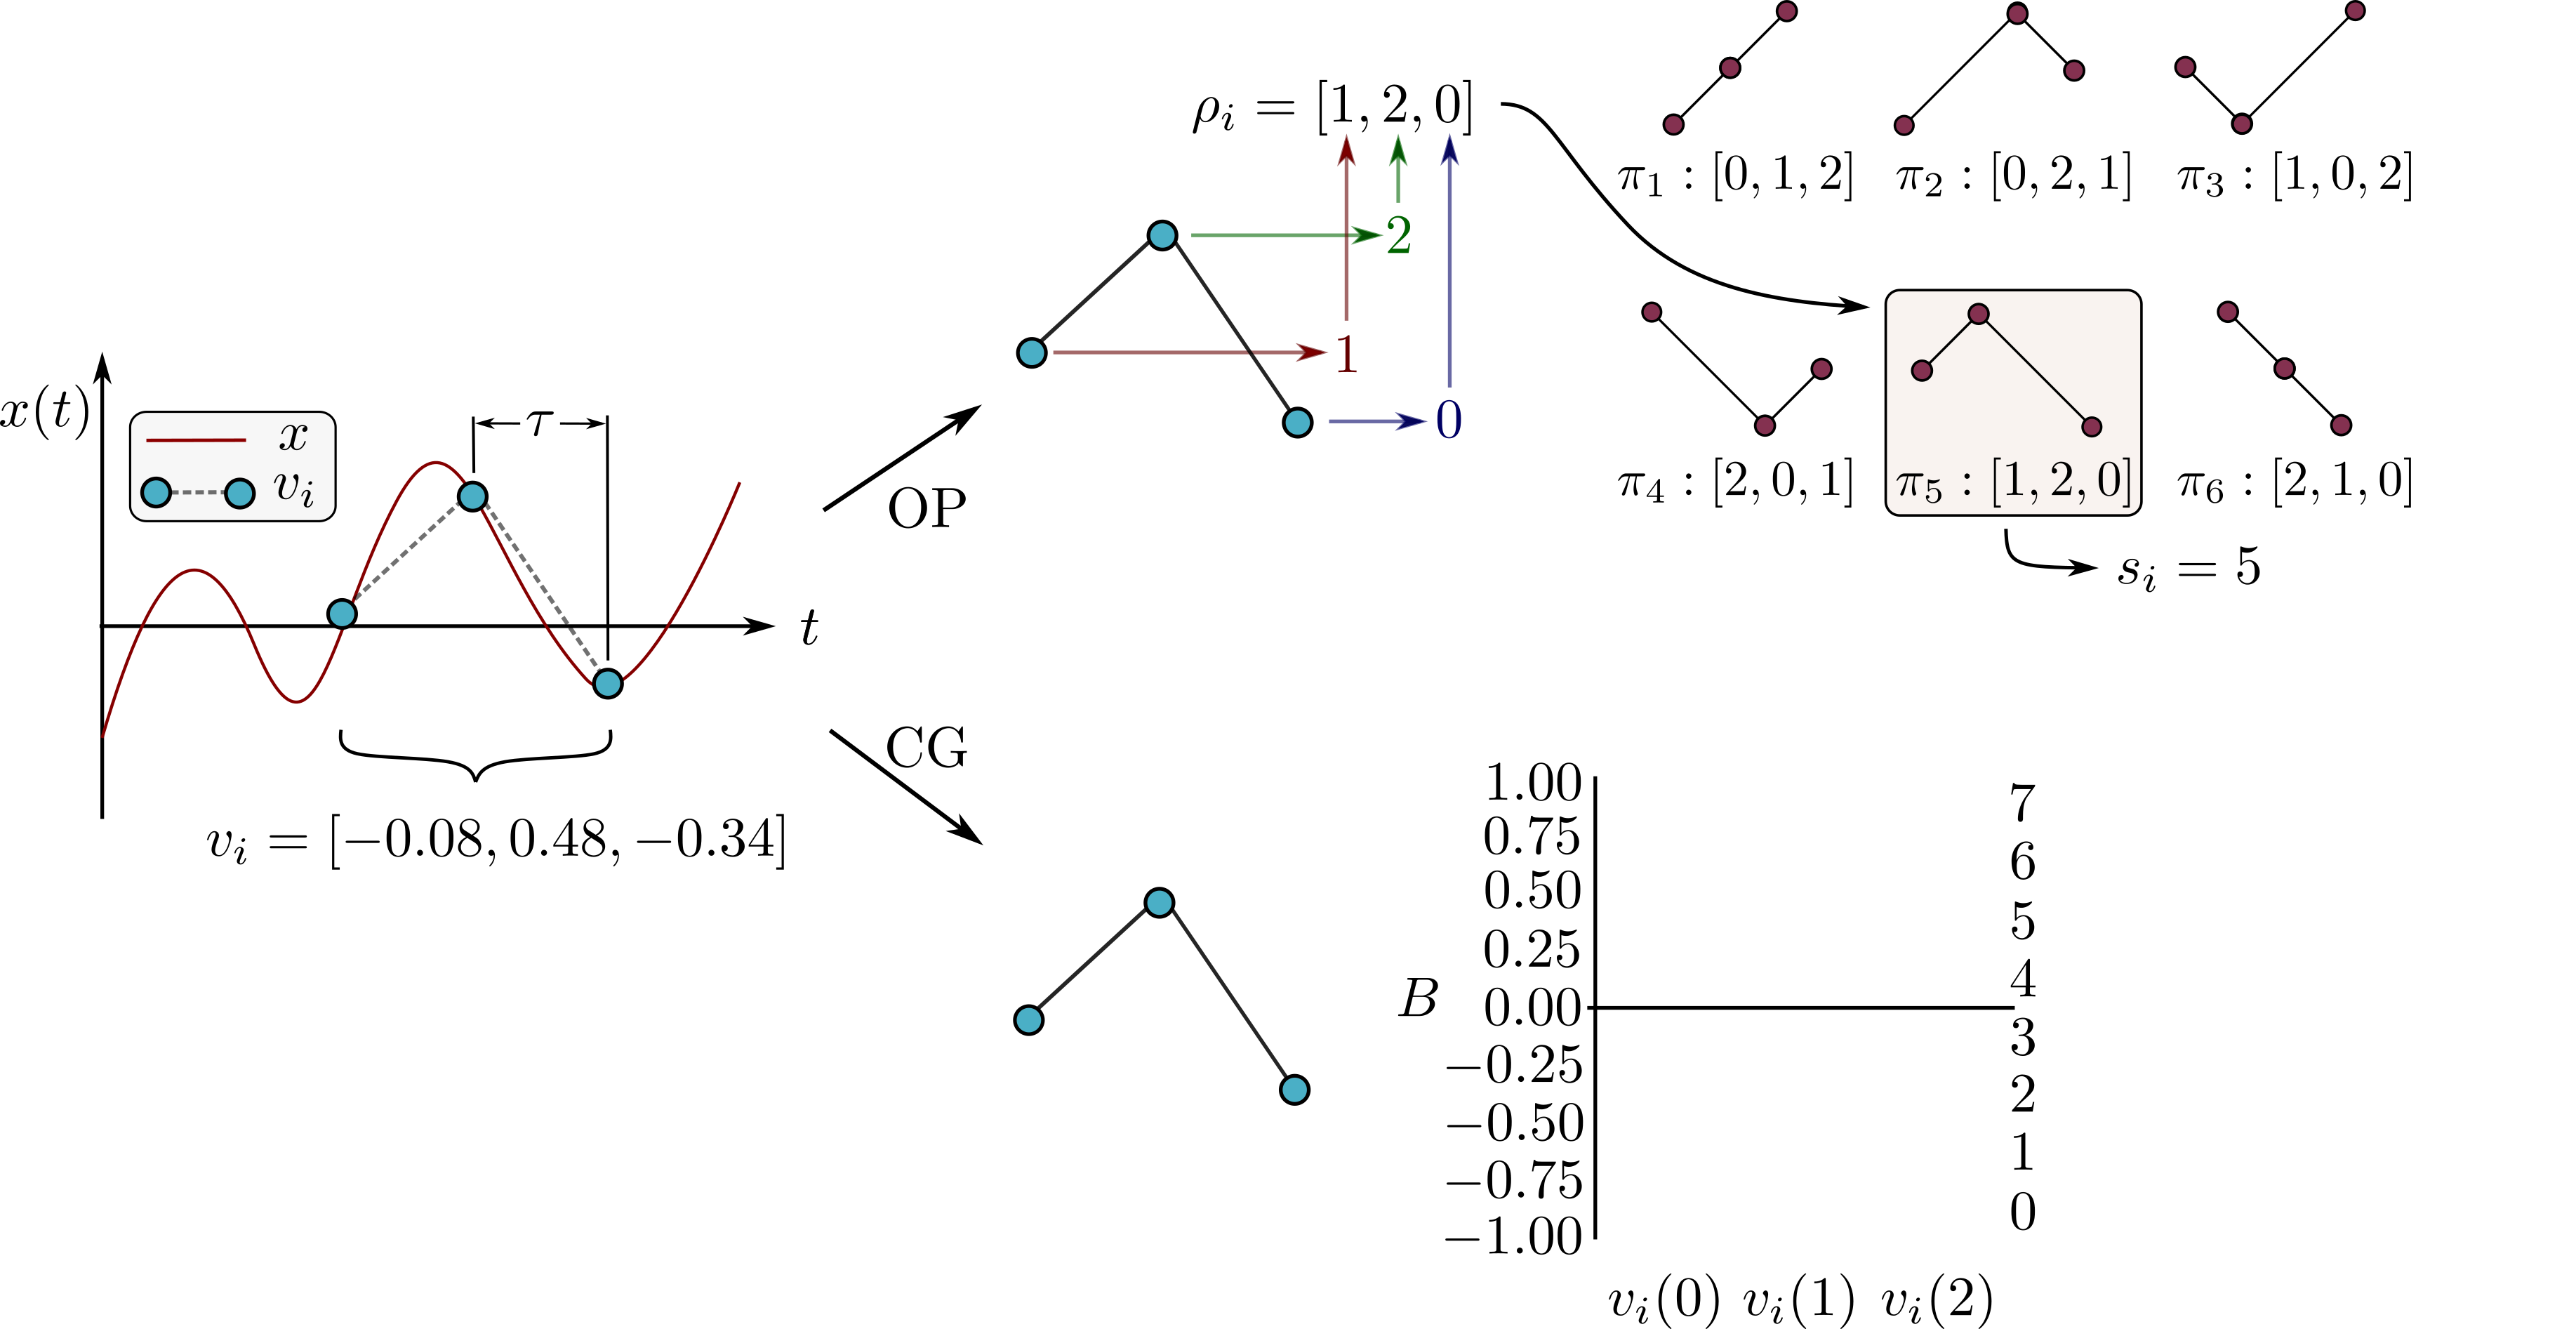 x(t)
x
v_i
τ
t
v_i = [−0.08, 0.48, −0.34]
OP
CG
ρ_i = [1, 2, 0]
2
1
0
π_1 : [0, 1, 2]
π_2 : [0, 2, 1]
π_3 : [1, 0, 2]
π_4 : [2, 0, 1]
π_5 : [1, 2, 0]
π_6 : [2, 1, 0]
s_i = 5
B
1.00
0.75
0.50
0.25
0.00
−0.25
−0.50
−0.75
−1.00
7
6
5
4
3
2
1
0
v_i(0) v_i(1) v_i(2)